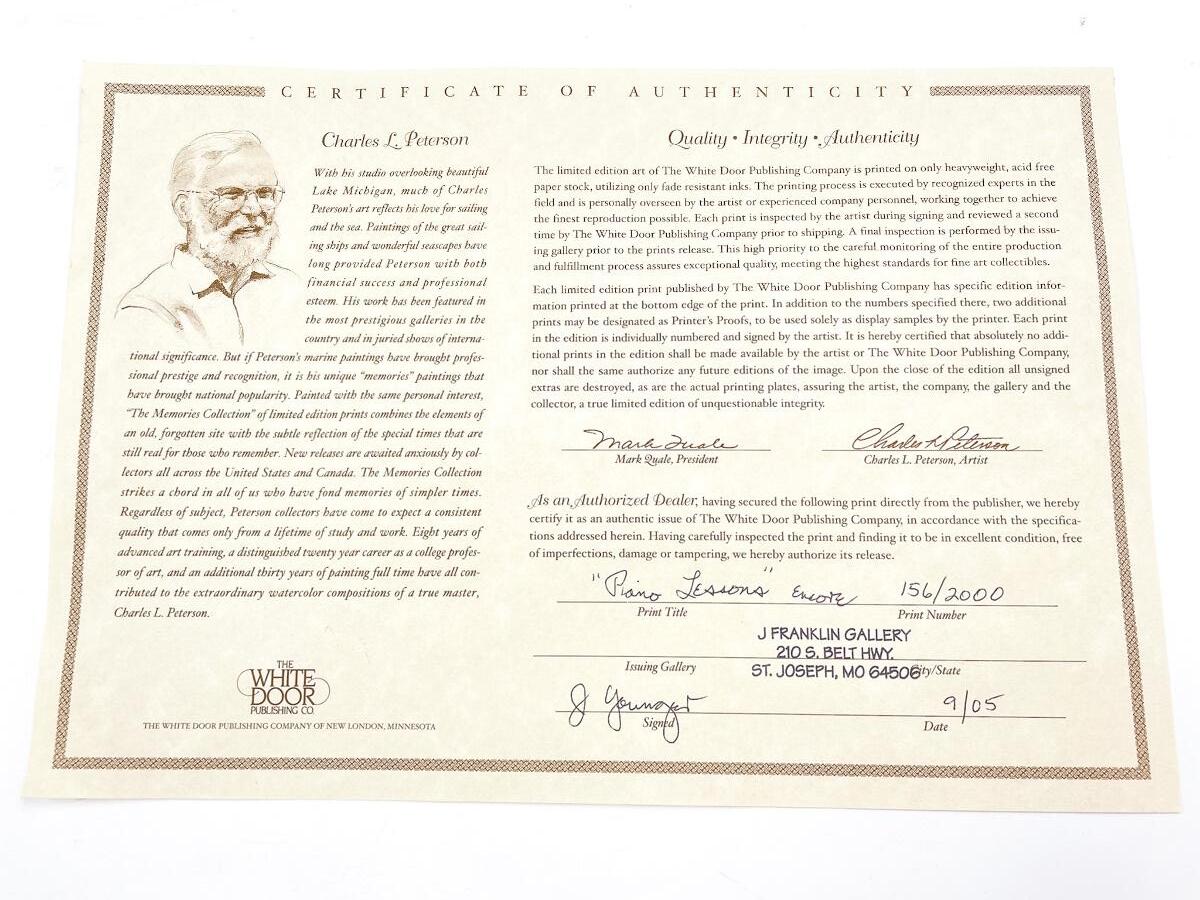 CERTIFICATE OF AUTHENTICITY
Charles L. Peterson
With his studio overlooking beautiful
Lake Michigan, much of Charles
Peterson's art reflects his love for sailing
and the sea. Paintings of the great sail-
ing ships and wonderful seascapes have
long provided Peterson with both
financial success and professional
esteem. His work has been featured in
the most prestigious galleries in the
country and in juried shows of interna-
tional significance. But if Peterson's marine paintings have brought profes-
sional prestige and recognition, it is his unique "memories" paintings that
have brought national popularity. Painted with the same personal interest,
"The Memories Collection" of limited edition prints combines the elements of
an old, forgotten site with the subtle reflection of the special times that are
still real for those who remember. New releases are awaited anxiously by col-
lectors all across the United States and Canada. The Memories Collection
strikes a chord in all of us who have fond memories of simpler times.
Regardless of subject, Peterson collectors have come to expect a consistent
quality that comes only from a lifetime of study and work. Eight years of
advanced art training, a distinguished twenty year career as a college profes-
sor of art, and an additional thirty years of painting full time have all con-
tributed to the extraordinary watercolor compositions of a true master,
Charles L. Peterson.
THE
WHITE
DOOR
PUBLISHING CO.
THE WHITE DOOR PUBLISHING COMPANY OF NEW LONDON, MINNESOTA
Quality • Integrity • Authenticity
The limited edition art of The White Door Publishing Company is printed on only heavyweight, acid free
paper stock, utilizing only fade resistant inks. The printing process is executed by recognized experts in the
field and is personally overseen by the artist or experienced company personnel, working together to achieve
the finest reproduction possible. Each print is inspected by the artist during signing and reviewed a second
time by The White Door Publishing Company prior to shipping. A final inspection is performed by the issu-
ing gallery prior to the prints release. This high priority to the careful monitoring of the entire production
and fulfillment process assures exceptional quality, meeting the highest standards for fine art collectibles.
Each limited edition print published by The White Door Publishing Company has specific edition infor-
mation printed at the bottom edge of the print. In addition to the numbers specified there, two additional
prints may be designated as Printer's Proofs, to be used solely as display samples by the printer. Each print
in the edition is individually numbered and signed by the artist. It is hereby certified that absolutely no addi-
tional prints in the edition shall be made available by the artist or The White Door Publishing Company,
nor shall the same authorize any future editions of the image. Upon the close of the edition all unsigned
extras are destroyed, as are the actual printing plates, assuring the artist, the company, the gallery and the
collector, a true limited edition of unquestionable integrity.
Mark Quale Charles L Peterson
Mark Quale, President Charles L. Peterson, Artist
As an Authorized Dealer, having secured the following print directly from the publisher, we hereby
certify it as an authentic issue of The White Door Publishing Company, in accordance with the specifica-
tions addressed herein. Having carefully inspected the print and finding it to be in excellent condition, free
of imperfections, damage or tampering, we hereby authorize its release.
"Piano Lessons" Encore 156/2000
Print Title Print Number
J FRANKLIN GALLERY
210 S. BELT HWY.
Issuing Gallery ST. JOSEPH, MO 64506 City/State
J Younger 9/05
Signed Date